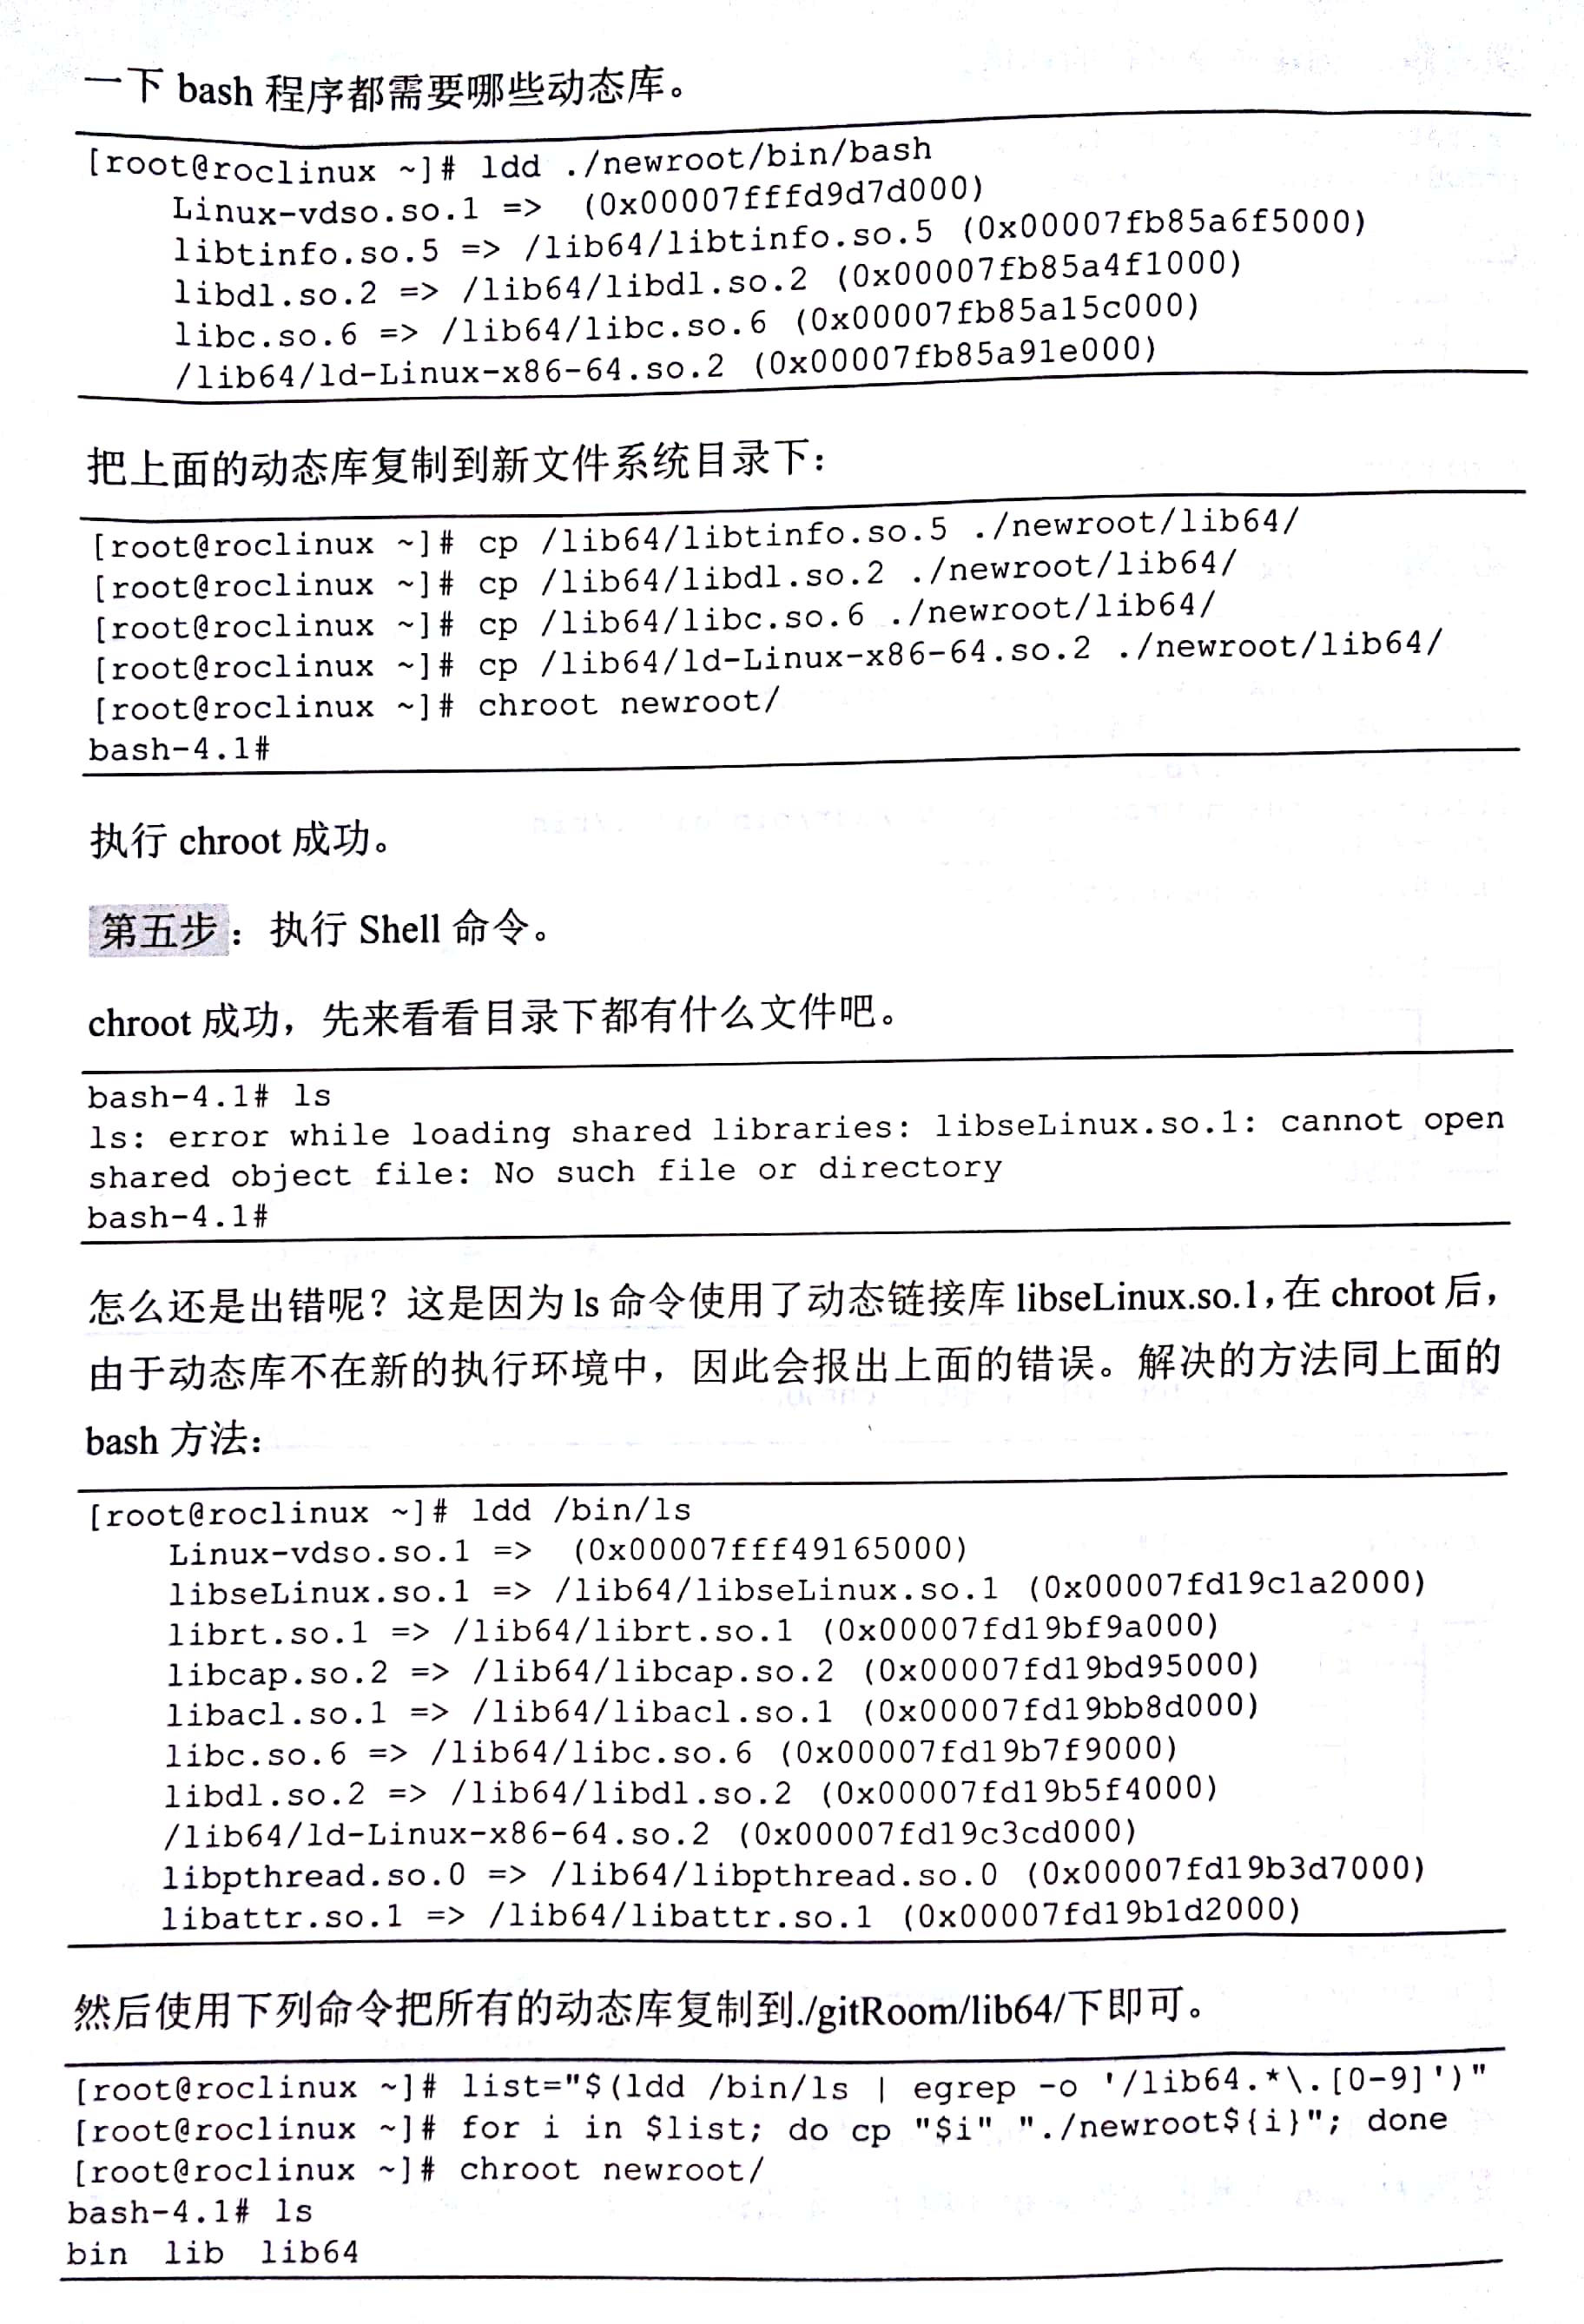 一下 bash 程序都需要哪些动态库。
[root@roclinux ~]# ldd ./newroot/bin/bash
Linux-vdso.so.1 =>  (0x00007fffd9d7d000)
libtinfo.so.5 => /lib64/libtinfo.so.5 (0x00007fb85a6f5000)
libdl.so.2 => /lib64/libdl.so.2 (0x00007fb85a4f1000)
libc.so.6 => /lib64/libc.so.6 (0x00007fb85a15c000)
/lib64/ld-Linux-x86-64.so.2 (0x00007fb85a91e000)
把上面的动态库复制到新文件系统目录下：
[root@roclinux ~]# cp /lib64/libtinfo.so.5 ./newroot/lib64/
[root@roclinux ~]# cp /lib64/libdl.so.2 ./newroot/lib64/
[root@roclinux ~]# cp /lib64/libc.so.6 ./newroot/lib64/
[root@roclinux ~]# cp /lib64/ld-Linux-x86-64.so.2 ./newroot/lib64/
[root@roclinux ~]# chroot newroot/
bash-4.1#
执行 chroot 成功。
第五步：执行 Shell 命令。
chroot 成功，先来看看目录下都有什么文件吧。
bash-4.1# ls
ls: error while loading shared libraries: libseLinux.so.1: cannot open
shared object file: No such file or directory
bash-4.1#
怎么还是出错呢？这是因为 ls 命令使用了动态链接库 libseLinux.so.1，在 chroot 后，
由于动态库不在新的执行环境中，因此会报出上面的错误。解决的方法同上面的
bash 方法：
[root@roclinux ~]# ldd /bin/ls
Linux-vdso.so.1 =>  (0x00007fff49165000)
libseLinux.so.1 => /lib64/libseLinux.so.1 (0x00007fd19c1a2000)
librt.so.1 => /lib64/librt.so.1 (0x00007fd19bf9a000)
libcap.so.2 => /lib64/libcap.so.2 (0x00007fd19bd95000)
libacl.so.1 => /lib64/libacl.so.1 (0x00007fd19bb8d000)
libc.so.6 => /lib64/libc.so.6 (0x00007fd19b7f9000)
libdl.so.2 => /lib64/libdl.so.2 (0x00007fd19b5f4000)
/lib64/ld-Linux-x86-64.so.2 (0x00007fd19c3cd000)
libpthread.so.0 => /lib64/libpthread.so.0 (0x00007fd19b3d7000)
libattr.so.1 => /lib64/libattr.so.1 (0x00007fd19b1d2000)
然后使用下列命令把所有的动态库复制到./gitRoom/lib64/下即可。
[root@roclinux ~]# list="$(ldd /bin/ls | egrep -o '/lib64.*\.[0-9]')"
[root@roclinux ~]# for i in $list; do cp "$i" "./newroot${i}"; done
[root@roclinux ~]# chroot newroot/
bash-4.1# ls
bin  lib  lib64